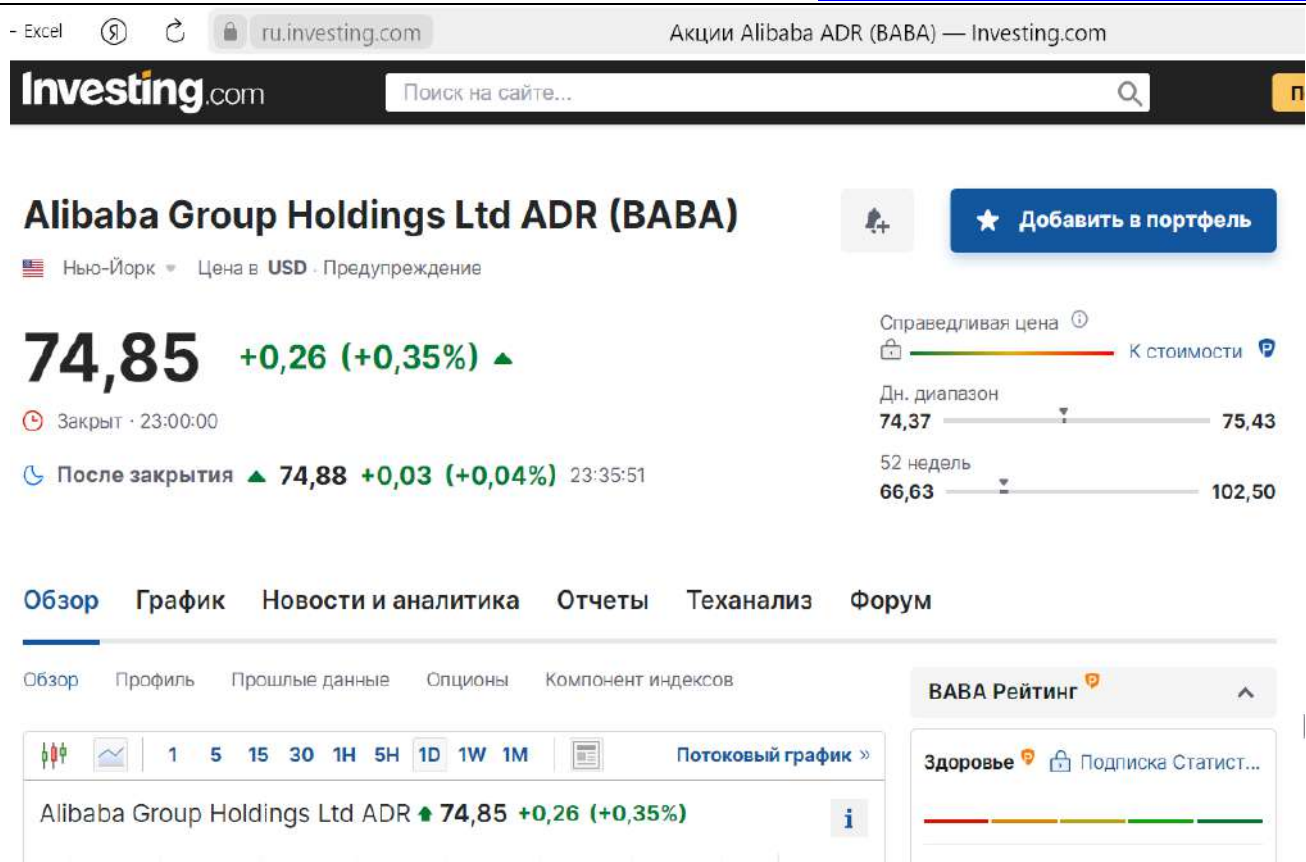 - Excel Я ru.investing.com Акции Alibaba ADR (BABA) — Investing.com
Investing.com Поиск на сайте...
Alibaba Group Holdings Ltd ADR (BABA)
Добавить в портфель
Нью-Йорк Цена в USD · Предупреждение
Справедливая цена
74,85 +0,26 (+0,35%)
К стоимости
Дн. диапазон
Закрыт · 23:00:00
74,37 75,43
52 недель
После закрытия 74,88 +0,03 (+0,04%) 23:35:51
66,63 102,50
Обзор График Новости и аналитика Отчеты Теханализ Форум
Обзор Профиль Прошлые данные Опционы Компонент индексов
BABA Рейтинг
1 5 15 30 1H 5H 1D 1W 1M Потоковый график »
Здоровье Подписка Статист...
Alibaba Group Holdings Ltd ADR 74,85 +0,26 (+0,35%)